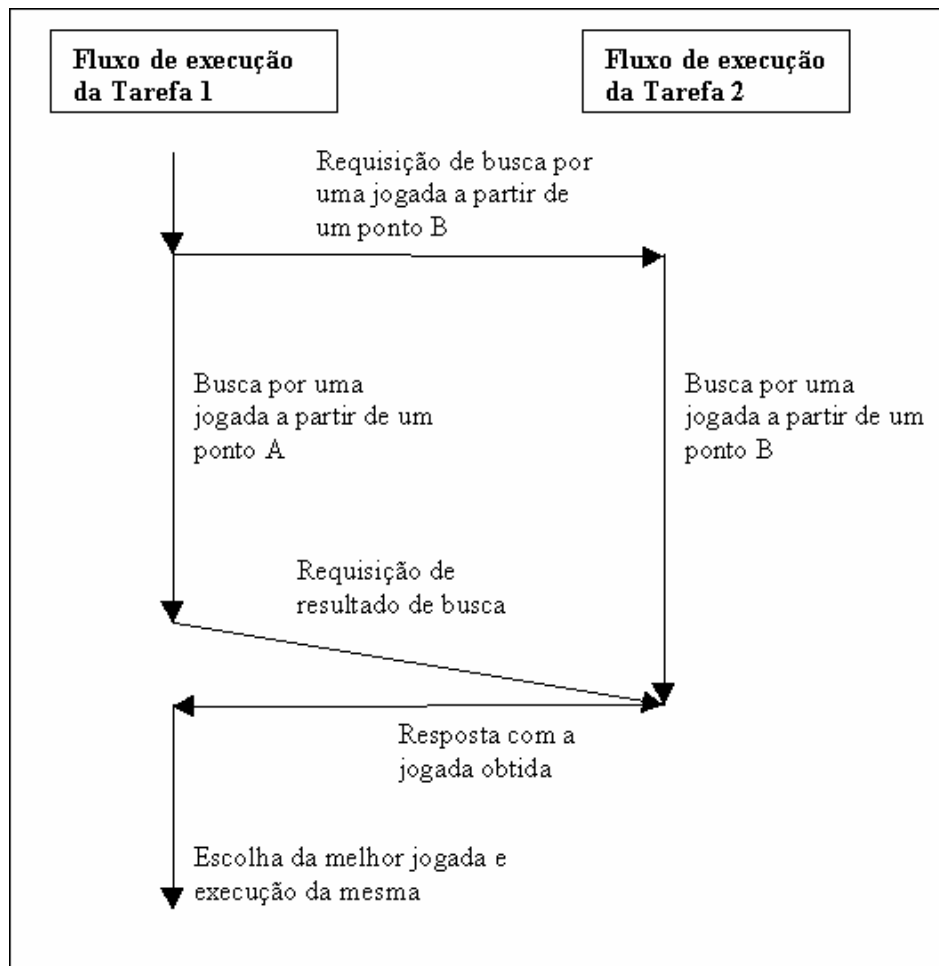 Fluxo de execução
da Tarefa 1
Fluxo de execução
da Tarefa 2
Requisição de busca por
uma jogada a partir de
um ponto B
Busca por uma
jogada a partir de um
ponto A
Busca por uma
jogada a partir de um
ponto B
Requisição de
resultado de busca
Resposta com a
jogada obtida
Escolha da melhor jogada e
execução da mesma